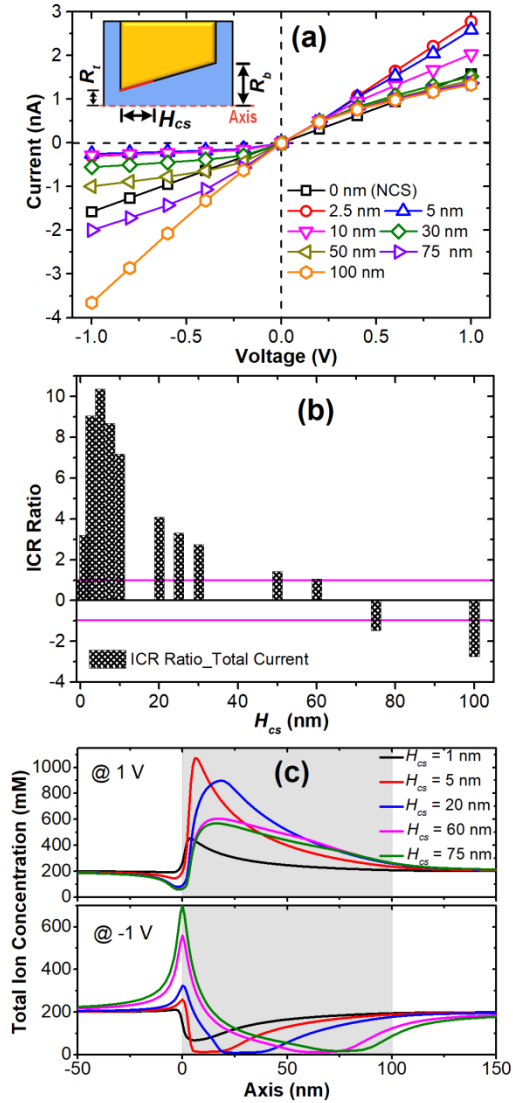 (a)
R_t
H_cs
R_b
Axis
Current (nA)
3
2
1
0
-1
-2
-3
-4
0 nm (NCS)
2.5 nm 5 nm
10 nm 30 nm
50 nm 75 nm
100 nm
-1.0 -0.5 0.0 0.5 1.0
Voltage (V)
(b)
ICR Ratio
10
8
6
4
2
0
-2
-4
ICR Ratio_Total Current
0 20 40 60 80 100
H_cs (nm)
(c)
Total Ion Concentration (mM)
@ 1 V
1000
800
600
400
200
0
H_cs = 1 nm
H_cs = 5 nm
H_cs = 20 nm
H_cs = 60 nm
H_cs = 75 nm
@ -1 V
600
400
200
0
-50 0 50 100 150
Axis (nm)